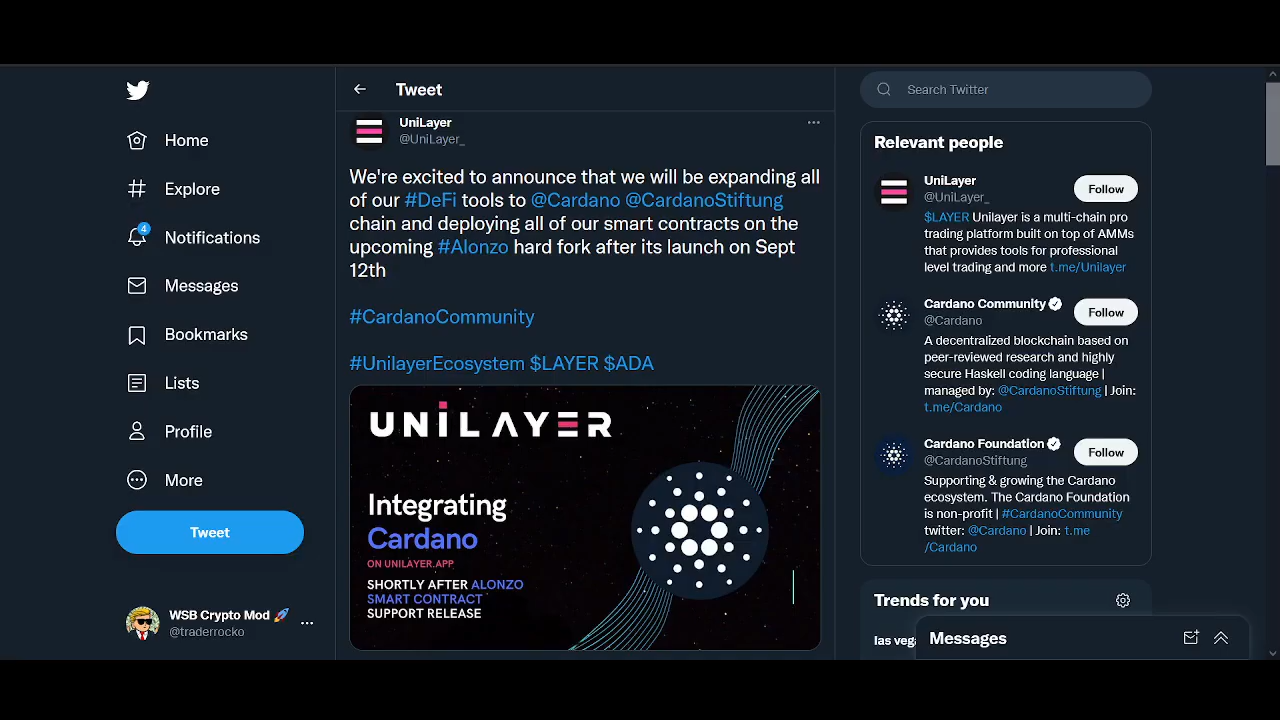 Home
Explore
4
Notifications
Messages
Bookmarks
Lists
Profile
More
Tweet
WSB Crypto Mod 🚀
@traderrocko
Tweet
UniLayer
@UniLayer_
We're excited to announce that we will be expanding all
of our #DeFi tools to @Cardano @CardanoStiftung
chain and deploying all of our smart contracts on the
upcoming #Alonzo hard fork after its launch on Sept
12th
#CardanoCommunity
#UnilayerEcosystem $LAYER $ADA
UNILAYER
Integrating
Cardano
ON UNILAYER.APP
SHORTLY AFTER ALONZO
SMART CONTRACT
SUPPORT RELEASE
Search Twitter
Relevant people
UniLayer
@UniLayer_
Follow
$LAYER Unilayer is a multi-chain pro
trading platform built on top of AMMs
that provides tools for professional
level trading and more t.me/Unilayer
Cardano Community
@Cardano
Follow
A decentralized blockchain based on
peer-reviewed research and highly
secure Haskell coding language |
managed by: @CardanoStiftung | Join:
t.me/Cardano
Cardano Foundation
@CardanoStiftung
Follow
Supporting & growing the Cardano
ecosystem. The Cardano Foundation
is non-profit | #CardanoCommunity
twitter: @Cardano | Join: t.me
/Cardano
Trends for you
las
Messages